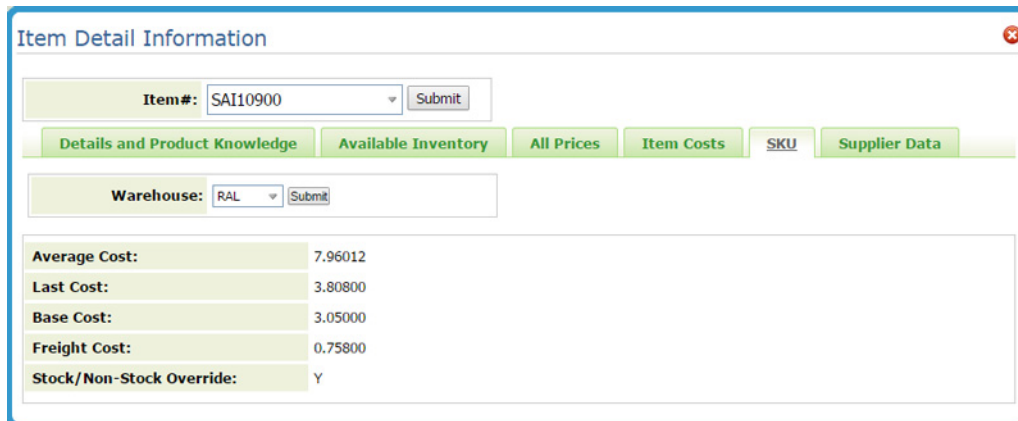 Item Detail Information
Item#: SAI10900 Submit
Details and Product Knowledge Available Inventory All Prices Item Costs SKU Supplier Data
Warehouse: RAL Submit
Average Cost: 7.96012
Last Cost: 3.80800
Base Cost: 3.05000
Freight Cost: 0.75800
Stock/Non-Stock Override: Y